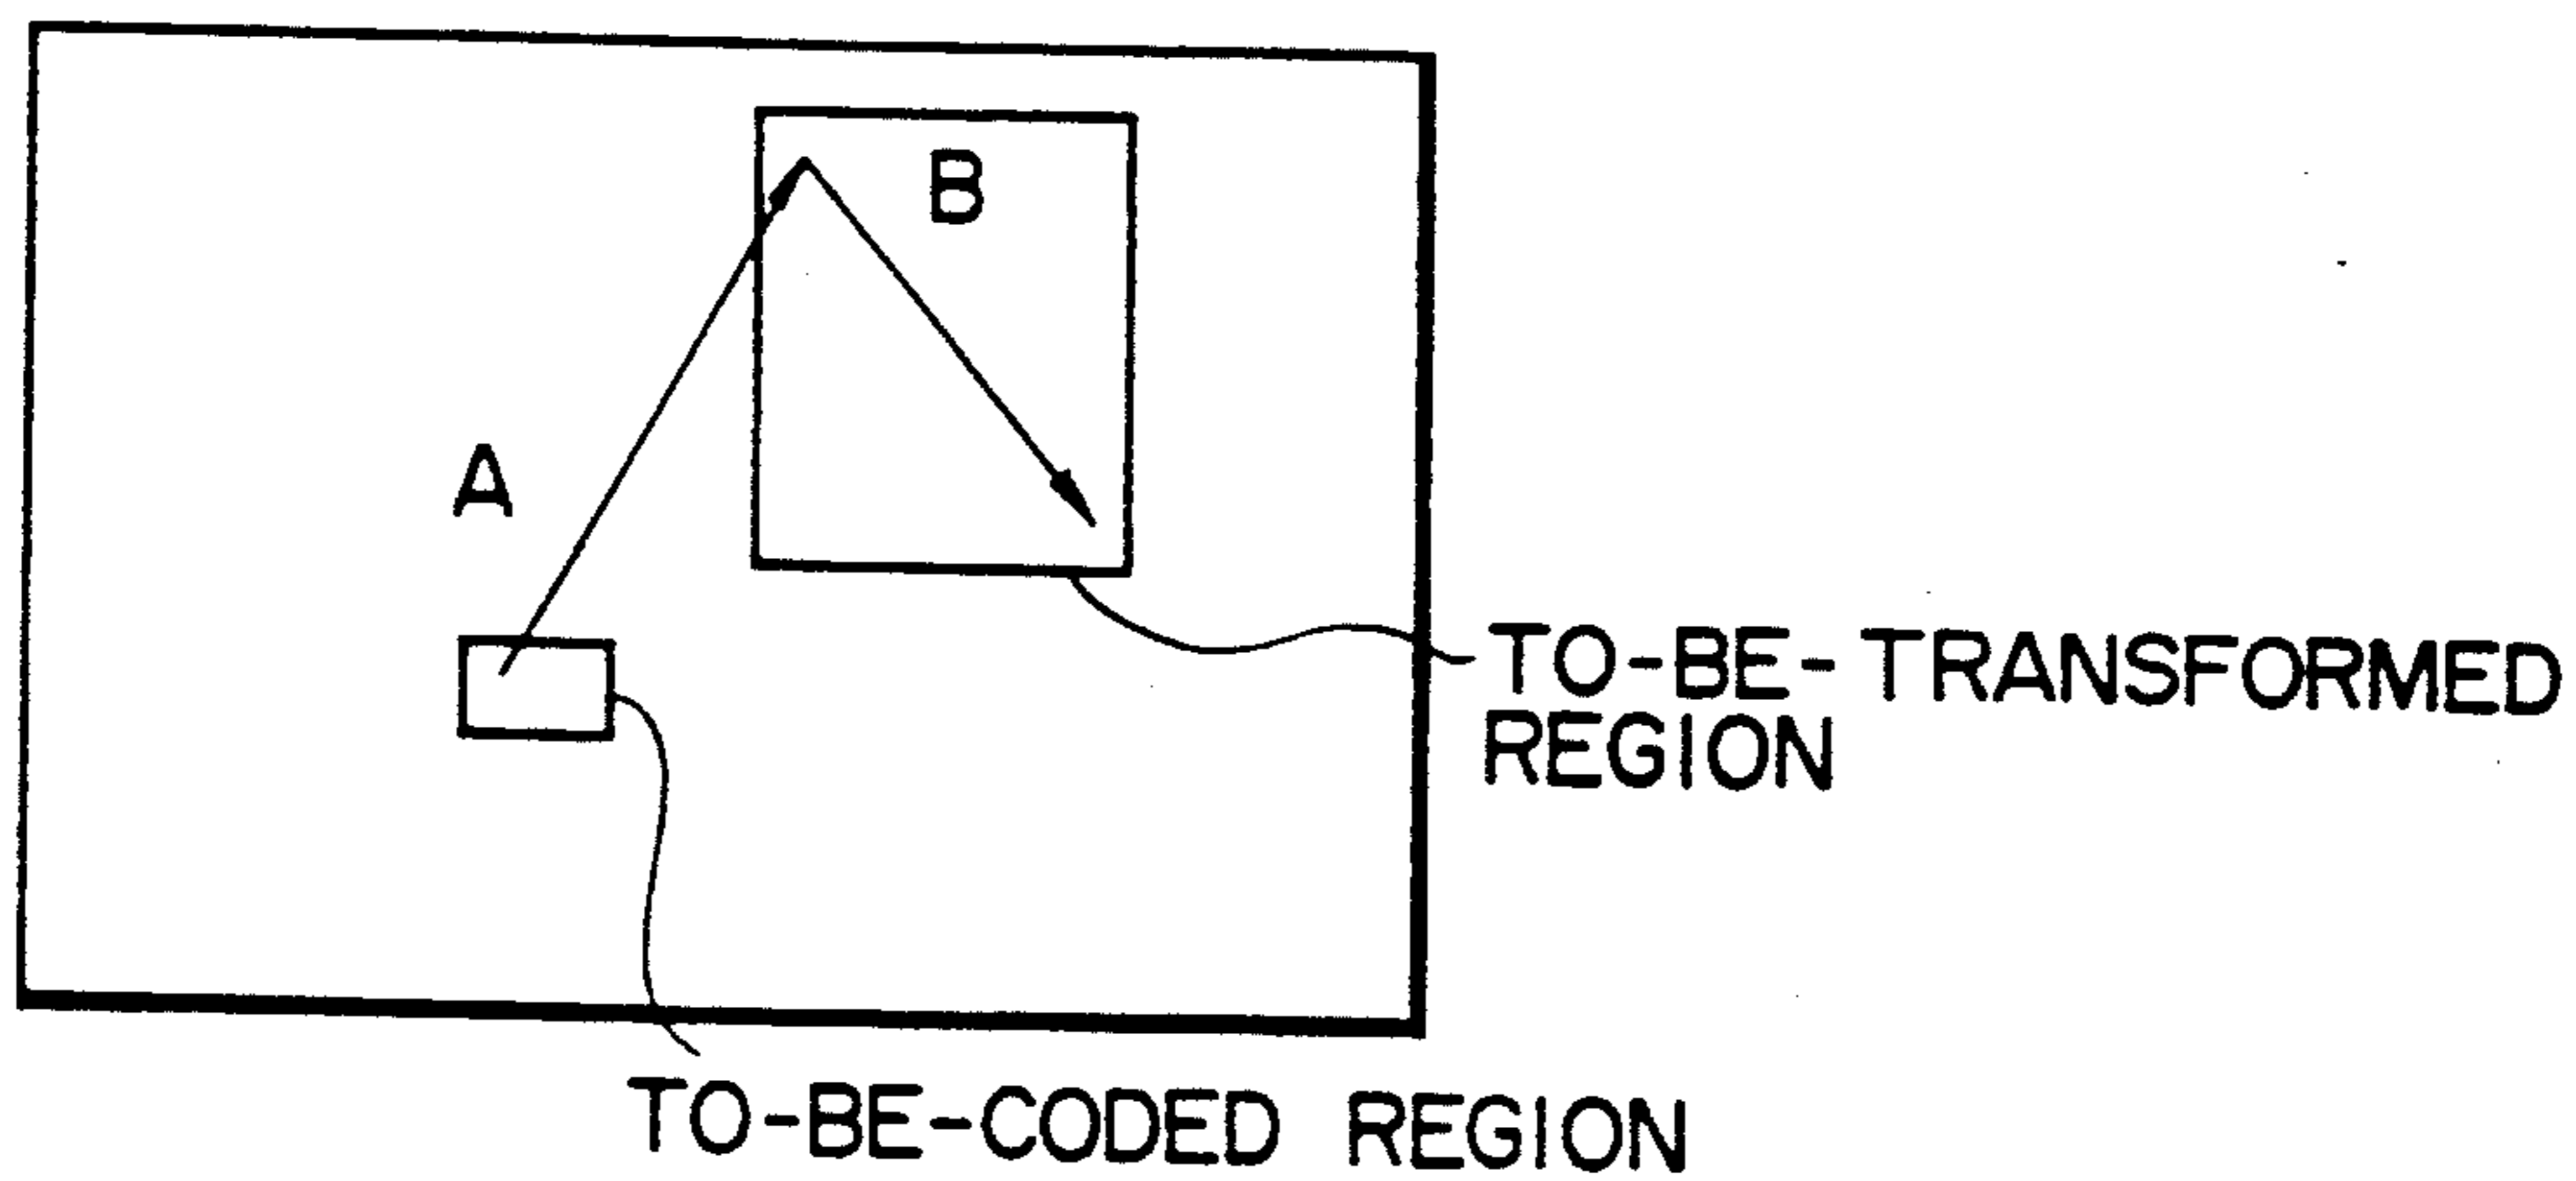 B
A
TO-BE-TRANSFORMED
REGION
TO-BE-CODED REGION